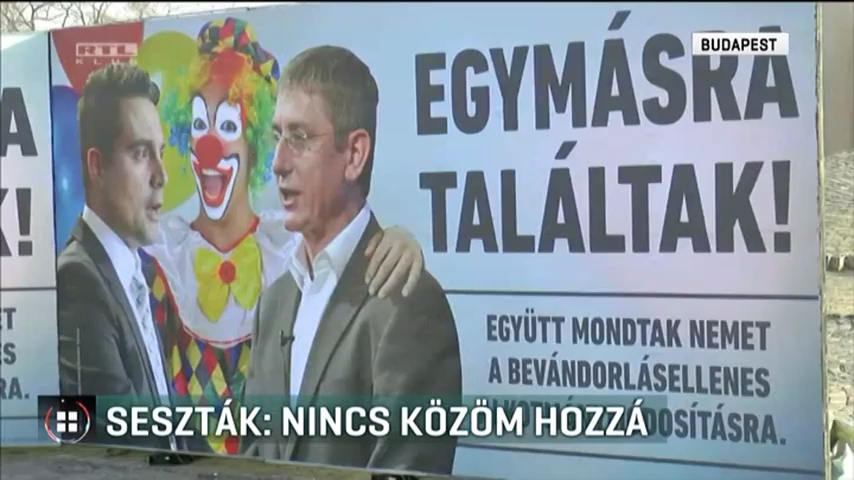 RTL
KLUB
BUDAPEST
EGYMÁSRA
TALÁLTAK!
EGYÜTT MONDTAK NEMET
A BEVÁNDORLÁSELLENES
SESZTÁK: NINCS KÖZÖM HOZZÁ